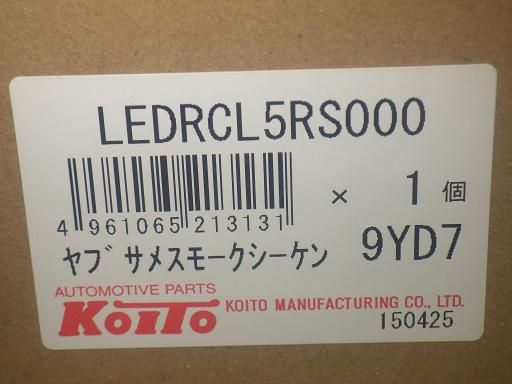 LEDRCL5RS000
4 961065 213131
× 1 個
ヤブサメスモークシーケン 9YD7
AUTOMOTIVE PARTS
KOITO KOITO MANUFACTURING CO., LTD.
150425